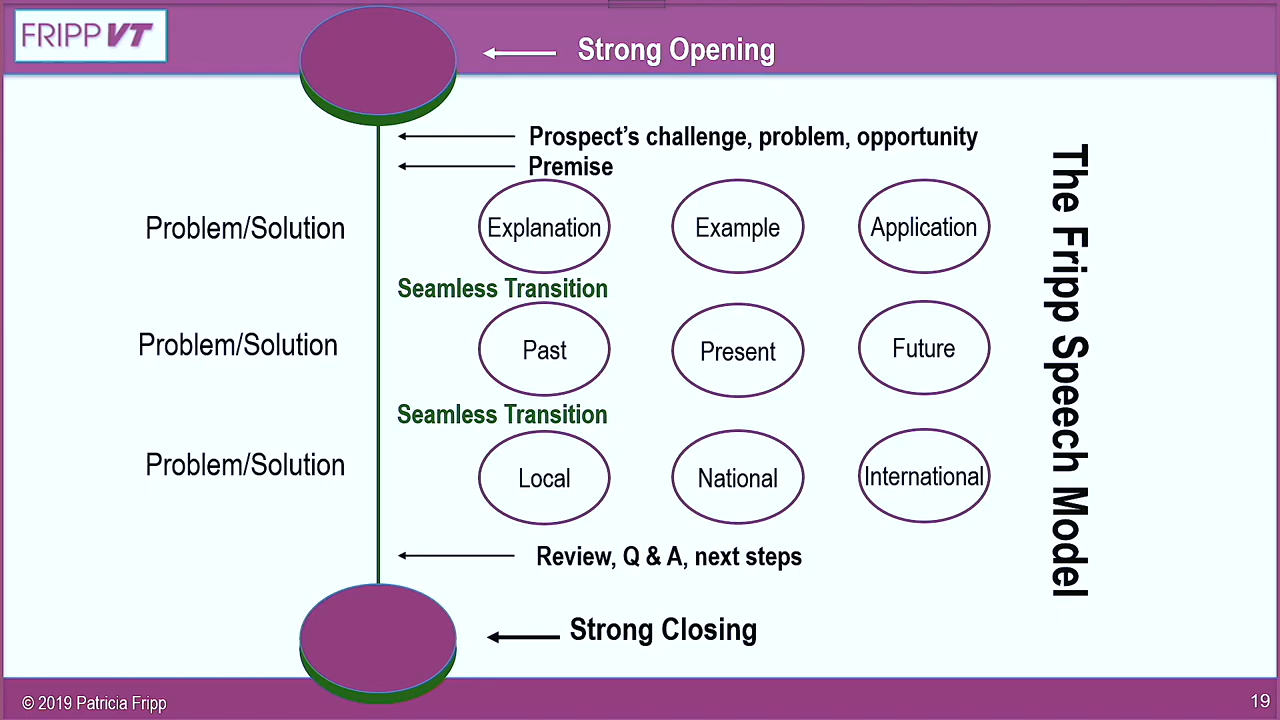 FRIPP VT
Strong Opening
Prospect's challenge, problem, opportunity
Premise
Problem/Solution
Explanation
Example
Application
Seamless Transition
Problem/Solution
Past
Present
Future
Seamless Transition
Problem/Solution
Local
National
International
Review, Q & A, next steps
Strong Closing
The Fripp Speech Model
© 2019 Patricia Fripp
19